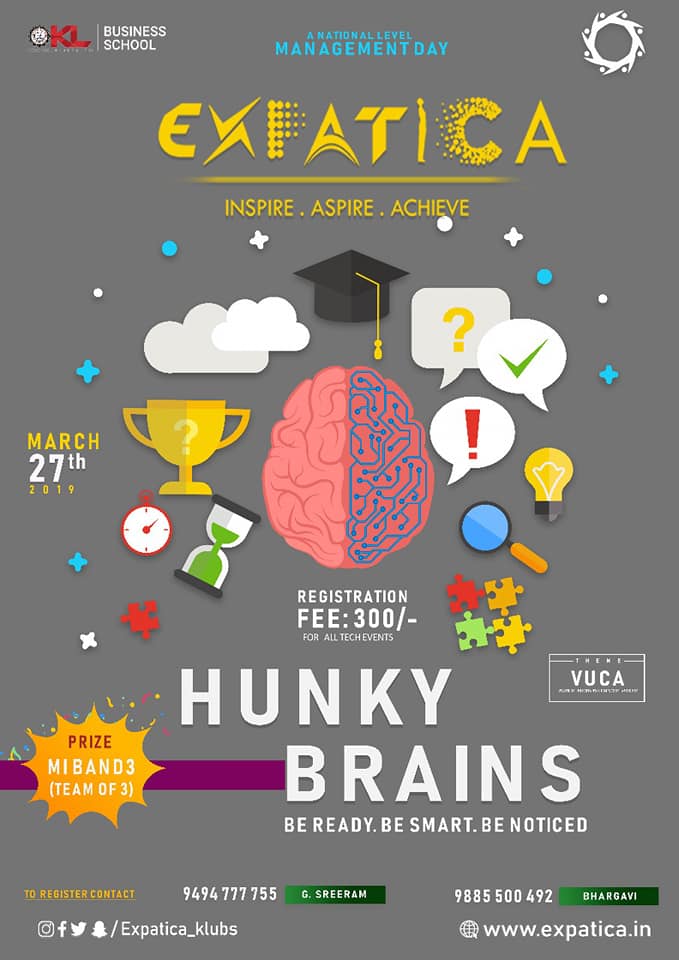 KL
BUSINESS
SCHOOL
A NATIONAL LEVEL
MANAGEMENT DAY
EXPATICA
INSPIRE . ASPIRE . ACHIEVE
?
!
?
MARCH
27th
2019
REGISTRATION
FEE: 300/-
FOR ALL TECH EVENTS
THEME
VUCA
HUNKY
BRAINS
PRIZE
MI BAND3
(TEAM OF 3)
BE READY. BE SMART. BE NOTICED
TO REGISTER CONTACT
9494 777 755
G. SREERAM
9885 500 492
BHARGAVI
/Expatica_klubs
www.expatica.in